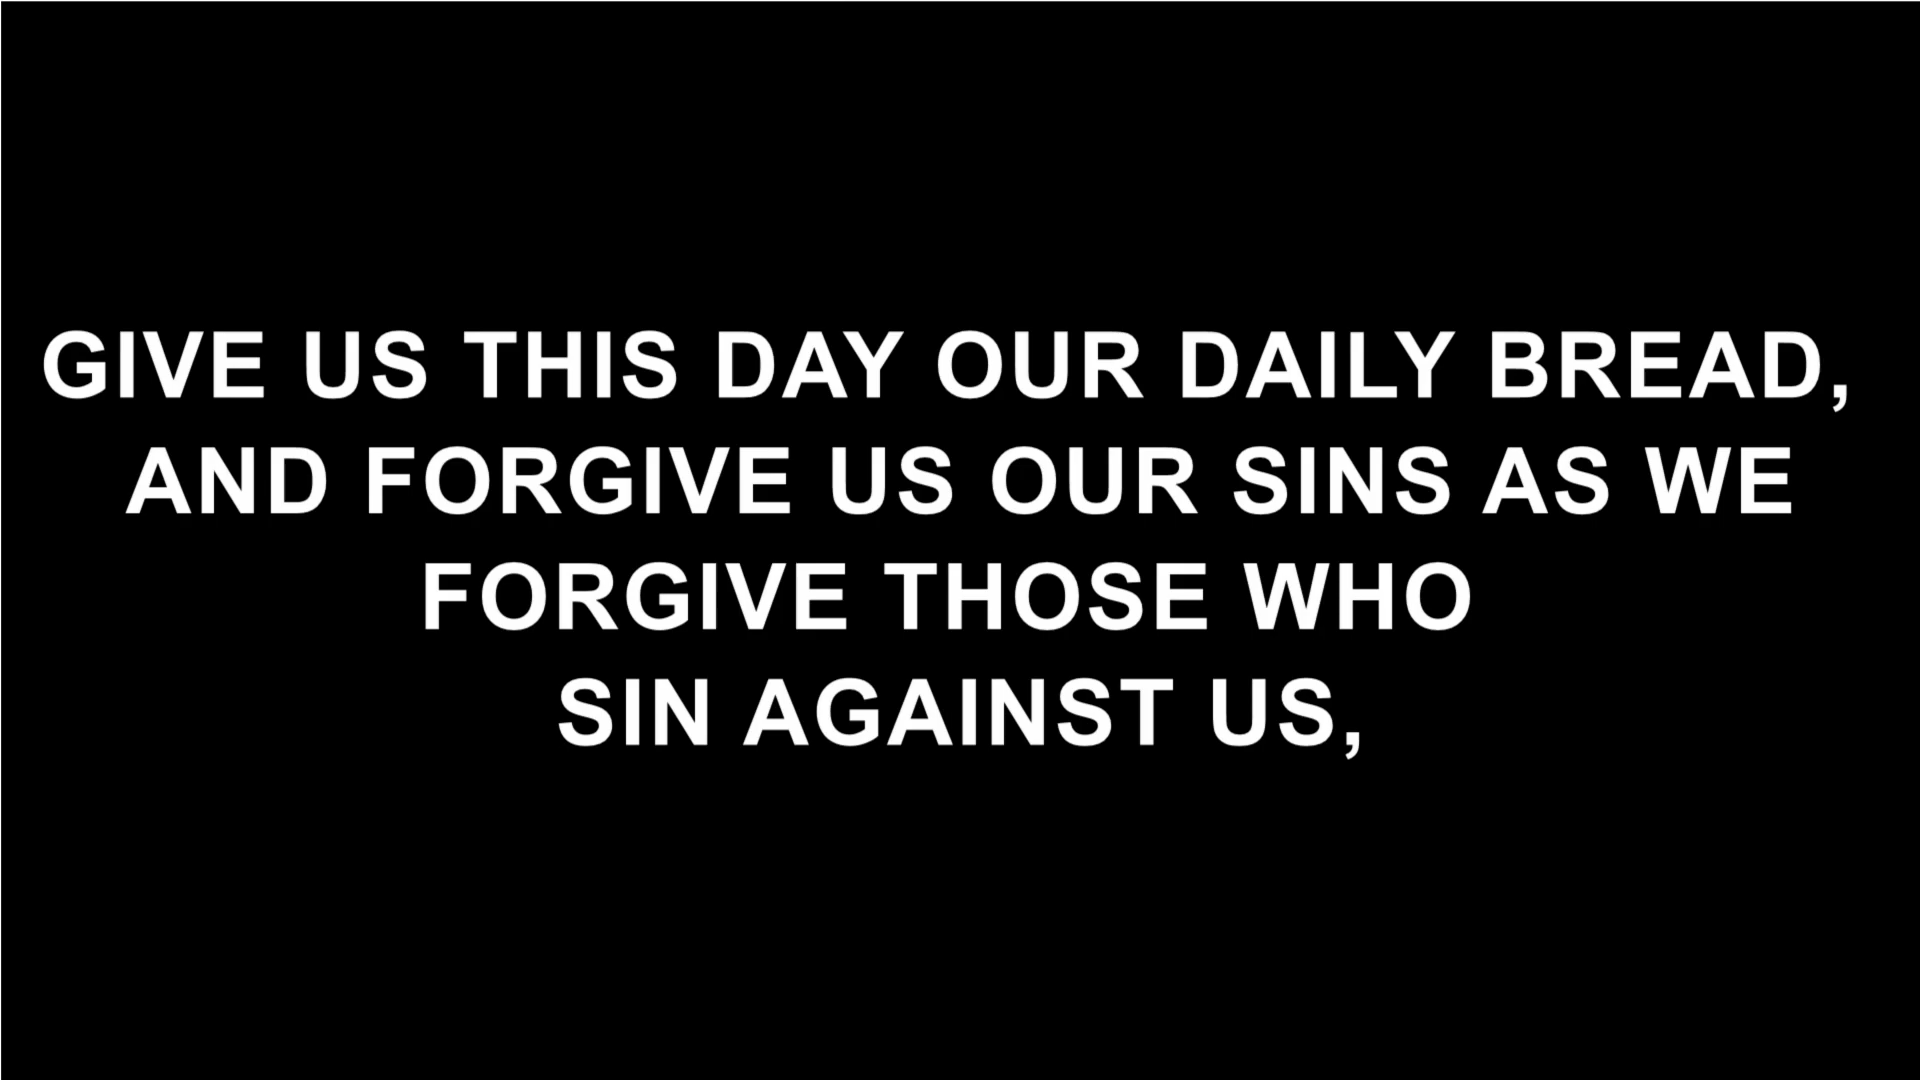 GIVE US THIS DAY OUR DAILY BREAD,
AND FORGIVE US OUR SINS AS WE
FORGIVE THOSE WHO
SIN AGAINST US,